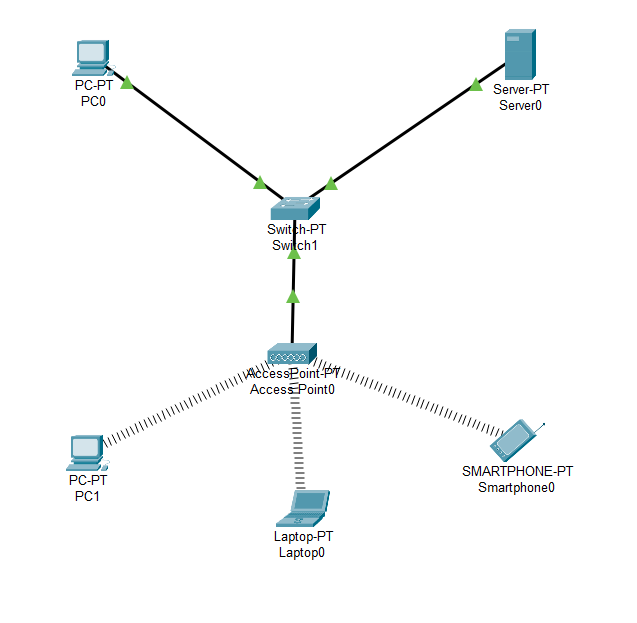 PC-PT
PC0
Server-PT
Server0
Switch-PT
Switch1
AccessPoint-PT
Access Point0
PC-PT
PC1
SMARTPHONE-PT
Smartphone0
Laptop-PT
Laptop0